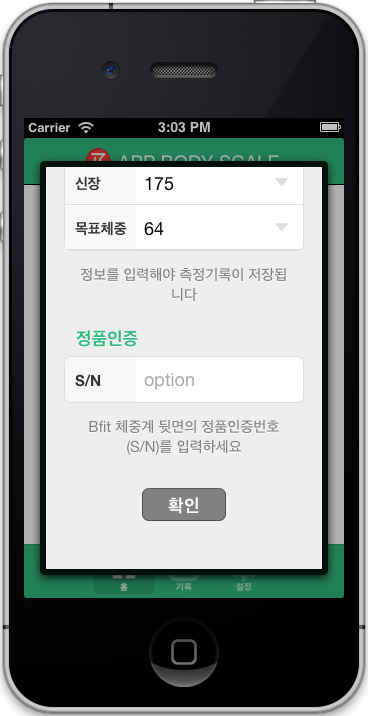 Carrier 3:03 PM
APP BODY SCALE
신장 175
목표체중 64
정보를 입력해야 측정기록이 저장됩
니다
정품인증
S/N option
Bfit 체중계 뒷면의 정품인증번호
(S/N)를 입력하세요
확인
홈 기록 설정